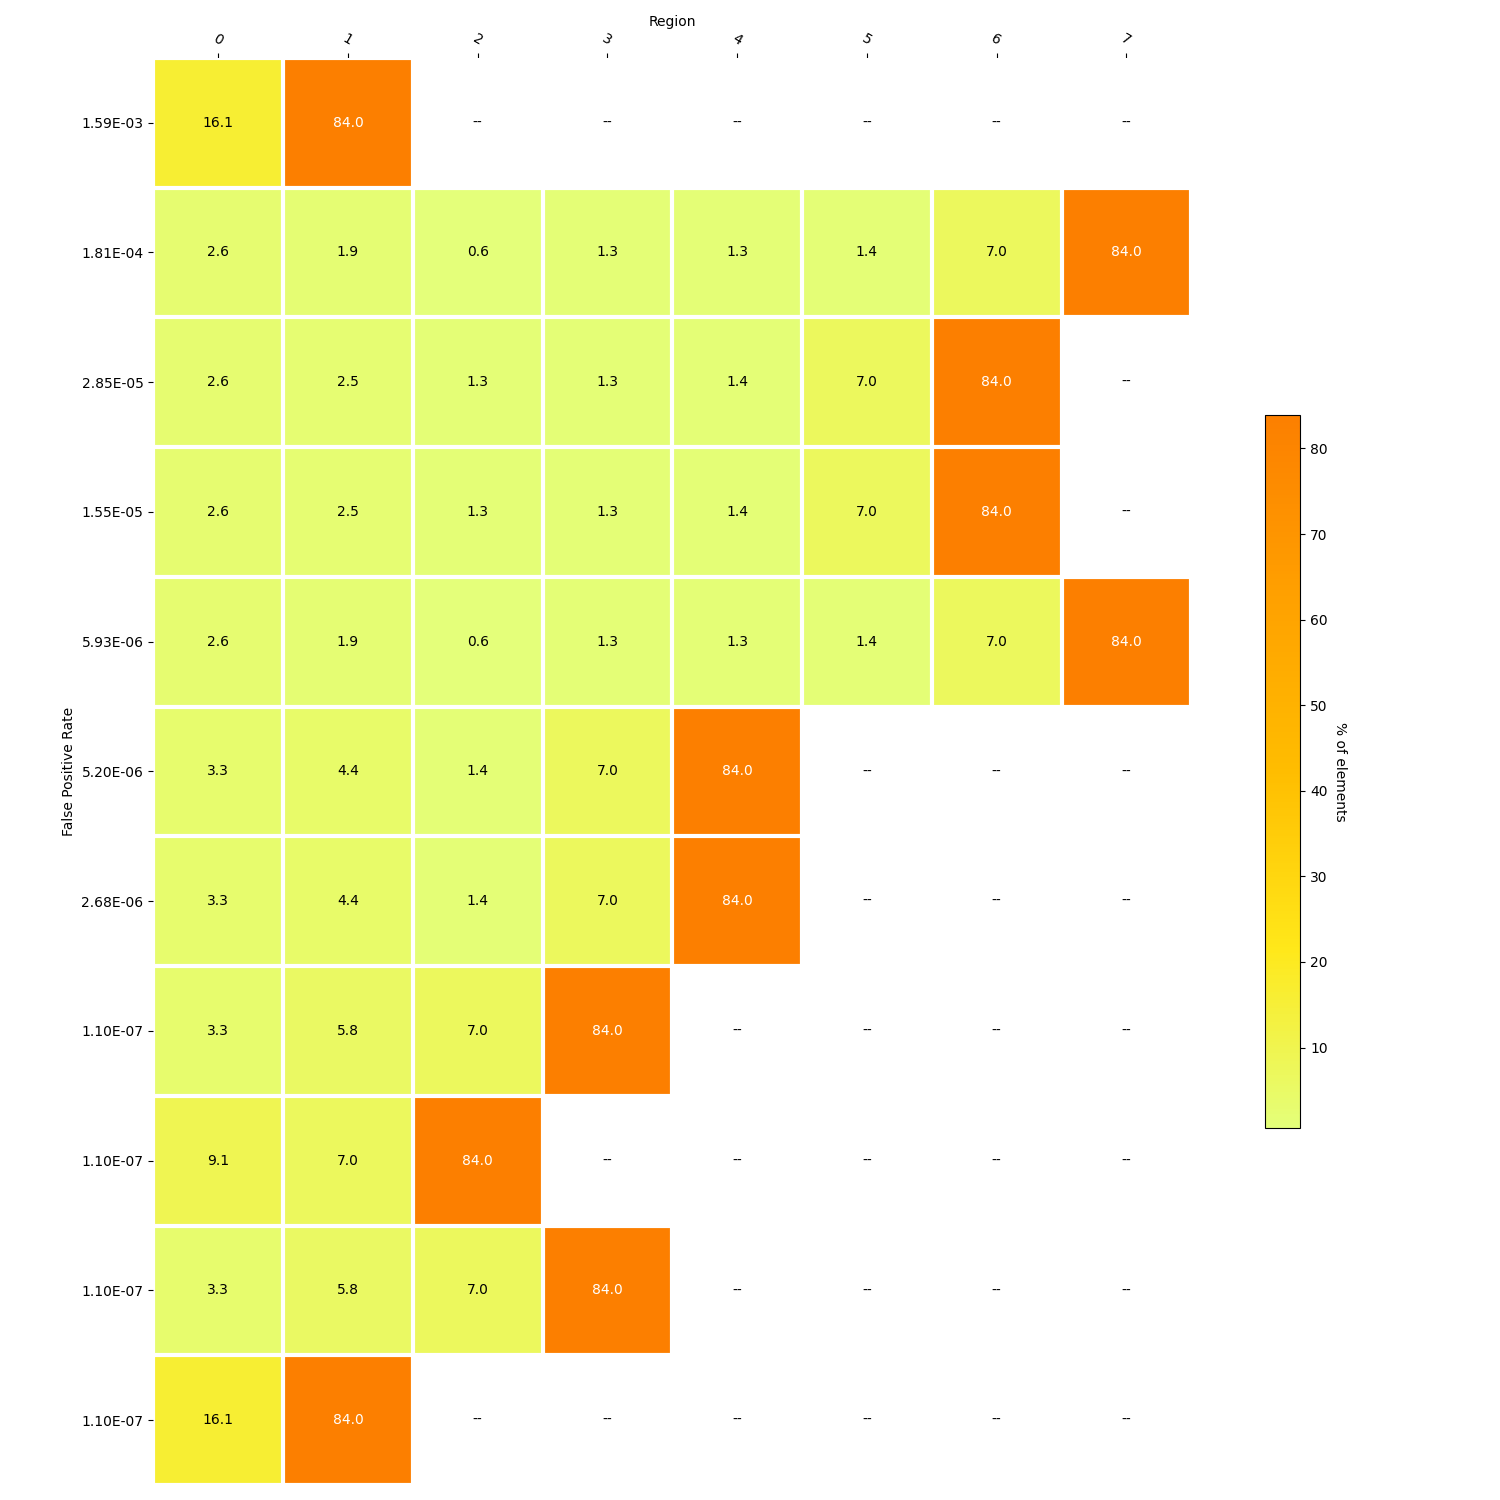 Region
0 1 2 3 4 5 6 7
1.59E-03 16.1 84.0 -- -- -- -- -- --
1.81E-04 2.6 1.9 0.6 1.3 1.3 1.4 7.0 84.0
2.85E-05 2.6 2.5 1.3 1.3 1.4 7.0 84.0 --
1.55E-05 2.6 2.5 1.3 1.3 1.4 7.0 84.0 --
5.93E-06 2.6 1.9 0.6 1.3 1.3 1.4 7.0 84.0
5.20E-06 3.3 4.4 1.4 7.0 84.0 -- -- --
2.68E-06 3.3 4.4 1.4 7.0 84.0 -- -- --
1.10E-07 3.3 5.8 7.0 84.0 -- -- -- --
1.10E-07 9.1 7.0 84.0 -- -- -- -- --
1.10E-07 3.3 5.8 7.0 84.0 -- -- -- --
1.10E-07 16.1 84.0 -- -- -- -- -- --
False Positive Rate
80
70
60
50
40
30
20
10
% of elements